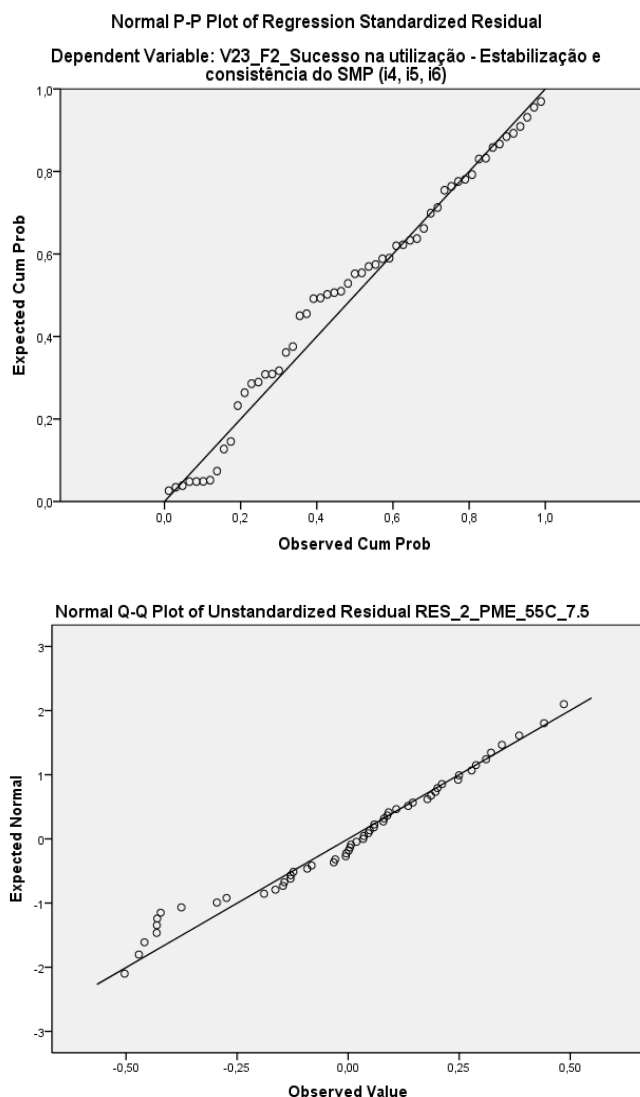 Normal P-P Plot of Regression Standardized Residual
Dependent Variable: V23_F2_Sucesso na utilização - Estabilização e
consistência do SMP (i4, i5, i6)
1,0
0,8
0,6
0,4
0,2
0,0
Expected Cum Prob
0,0 0,2 0,4 0,6 0,8 1,0
Observed Cum Prob
Normal Q-Q Plot of Unstandardized Residual RES_2_PME_55C_7.5
3
2
1
0
-1
-2
-3
Expected Normal
-0,50 -0,25 0,00 0,25 0,50
Observed Value